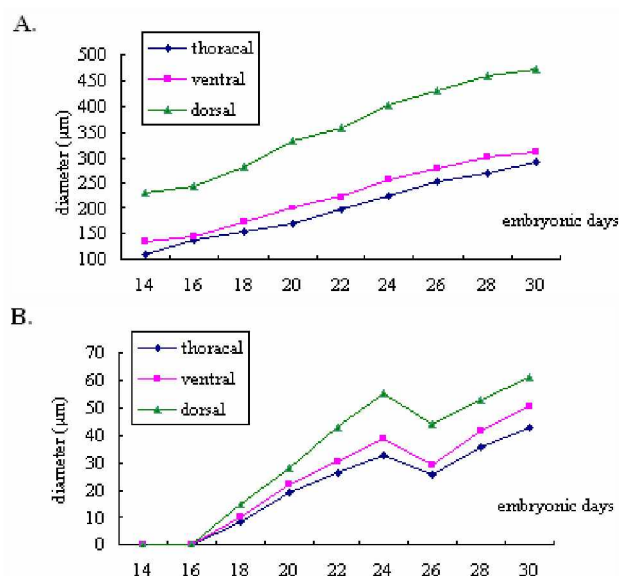 A.
thoracal
ventral
dorsal
diameter (μm)
500
450
400
350
300
250
200
150
100
embryonic days
14 16 18 20 22 24 26 28 30
B.
thoracal
ventral
dorsal
diameter (μm)
70
60
50
40
30
20
10
0
embryonic days
14 16 18 20 22 24 26 28 30